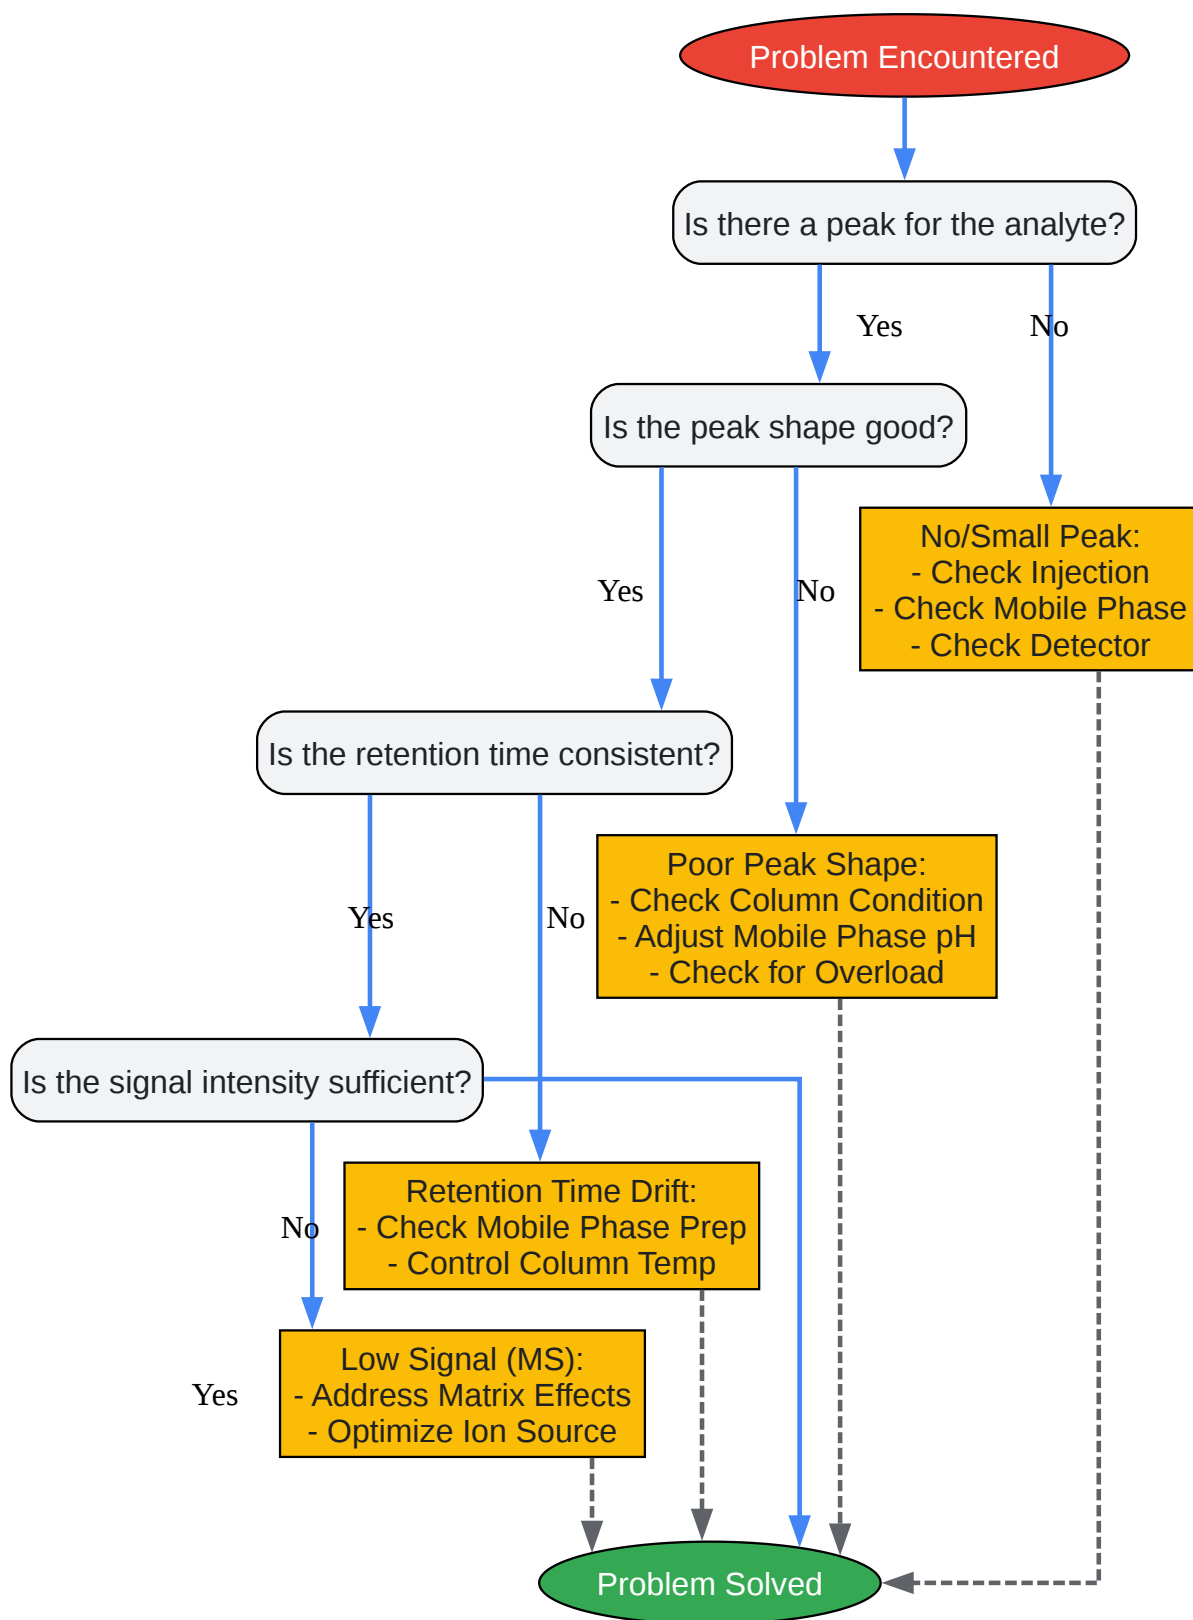 Problem Encountered
Is there a peak for the analyte?
Yes
No
Is the peak shape good?
No/Small Peak:
- Check Injection
- Check Mobile Phase
- Check Detector
Yes
No
Is the retention time consistent?
Poor Peak Shape:
- Check Column Condition
- Adjust Mobile Phase pH
- Check for Overload
Yes
No
Is the signal intensity sufficient?
Retention Time Drift:
- Check Mobile Phase Prep
- Control Column Temp
No
Low Signal (MS):
- Address Matrix Effects
- Optimize Ion Source
Yes
Problem Solved